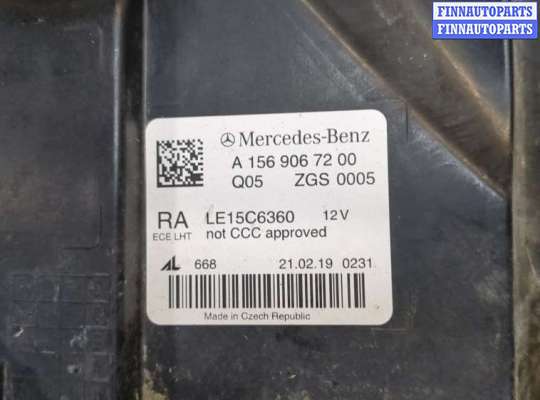 FINNAUTOPARTS
FINNAUTOPARTS
Mercedes-Benz
A 156 906 72 00
Q05 ZGS 0005
RA LE15C6360 12 V
ECE LHT not CCC approved
AL 668 21.02.19 0231
Made in Czech Republic